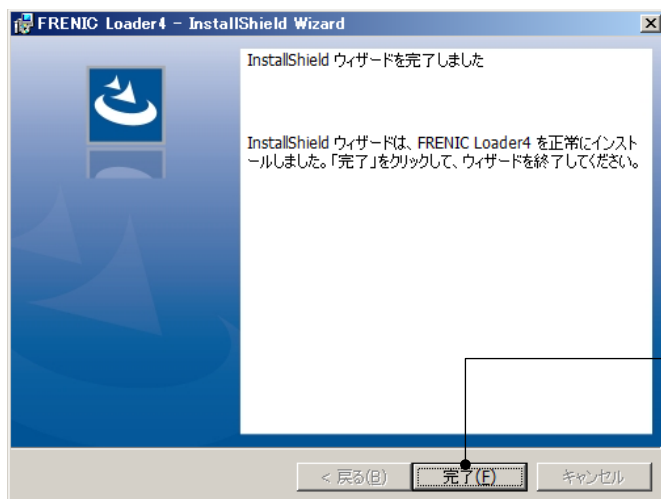 FRENIC Loader4 - InstallShield Wizard
InstallShield ウィザードを完了しました
InstallShield ウィザードは、FRENIC Loader4 を正常にインスト
ールしました。「完了」をクリックして、ウィザードを終了してください。
< 戻る(B)
完了(F)
キャンセル